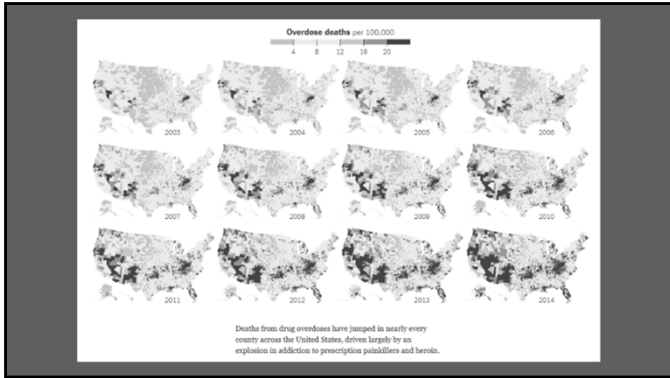 Overdose deaths per 100,000
4 8 12 16 20
2003 2004 2005 2006
2007 2008 2009 2010
2011 2012 2013 2014
Deaths from drug overdoses have jumped in nearly every
county across the United States, driven largely by an
explosion in addiction to prescription painkillers and heroin.